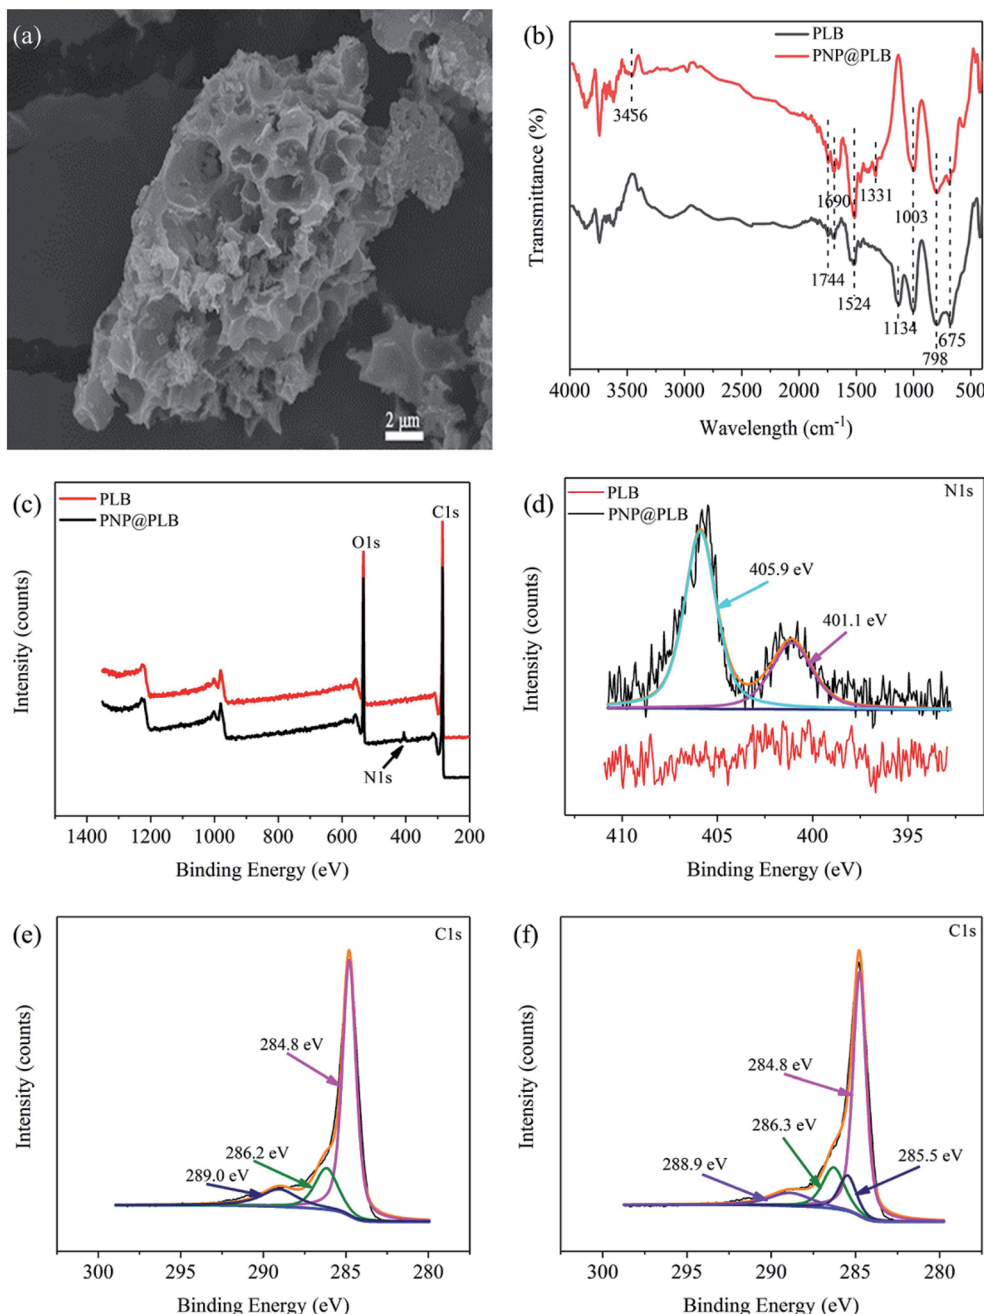 (a)
2 μm
(b)
PLB
PNP@PLB
3456
1690
1331
1003
1744
1524
1134
798
675
Transmittance (%)
4000 3500 3000 2500 2000 1500 1000 500
Wavelength (cm-1)
(c)
PLB
PNP@PLB
C1s
O1s
N1s
Intensity (counts)
1400 1200 1000 800 600 400 200
Binding Energy (eV)
(d)
PLB
PNP@PLB
N1s
405.9 eV
401.1 eV
Intensity (counts)
410 405 400 395
Binding Energy (eV)
(e)
C1s
284.8 eV
286.2 eV
289.0 eV
Intensity (counts)
300 295 290 285 280
Binding Energy (eV)
(f)
C1s
284.8 eV
286.3 eV
288.9 eV
285.5 eV
Intensity (counts)
300 295 290 285 280
Binding Energy (eV)